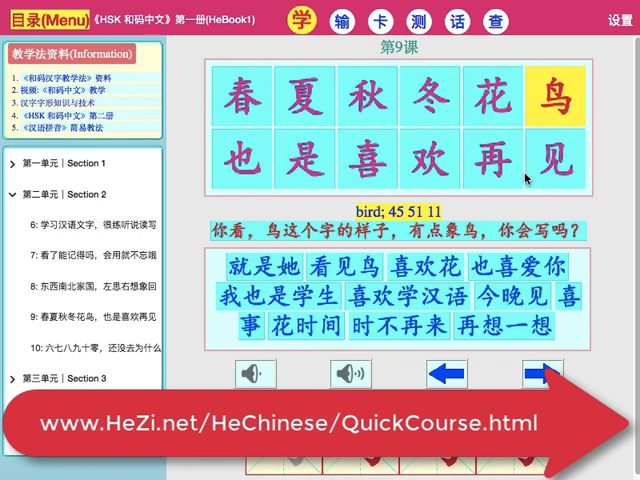 目录(Menu) 《HSK 和码中文》第一册(HeBook1) 学 输 卡 测 话 查 设置
教学法资料(Information)
1. 《和码汉字教学法》资料
2. 视频:《和码中文》教学
3. 汉字字形知识与技术
4. 《HSK 和码中文》第二册
5. 《汉语拼音》简易教法
第一单元｜Section 1
第二单元｜Section 2
6: 学习汉语文字，很练听说读写
7: 看了能记得吗，会用就不忘哦
8: 东西南北家国，左思右想象回
9: 春夏秋冬花鸟，也是喜欢再见
10: 六七八九十零，还没去为什么
第三单元｜Section 3
第9课
春 夏 秋 冬 花 鸟
也 是 喜 欢 再 见
bird; 45 51 11
你看，鸟这个字的样子，有点象鸟，你会写吗？
就是她 看见鸟 喜欢花 也喜爱你
我也是学生 喜欢学汉语 今晚见 喜
事 花时间 时不再来 再想一想
www.HeZi.net/HeChinese/QuickCourse.html